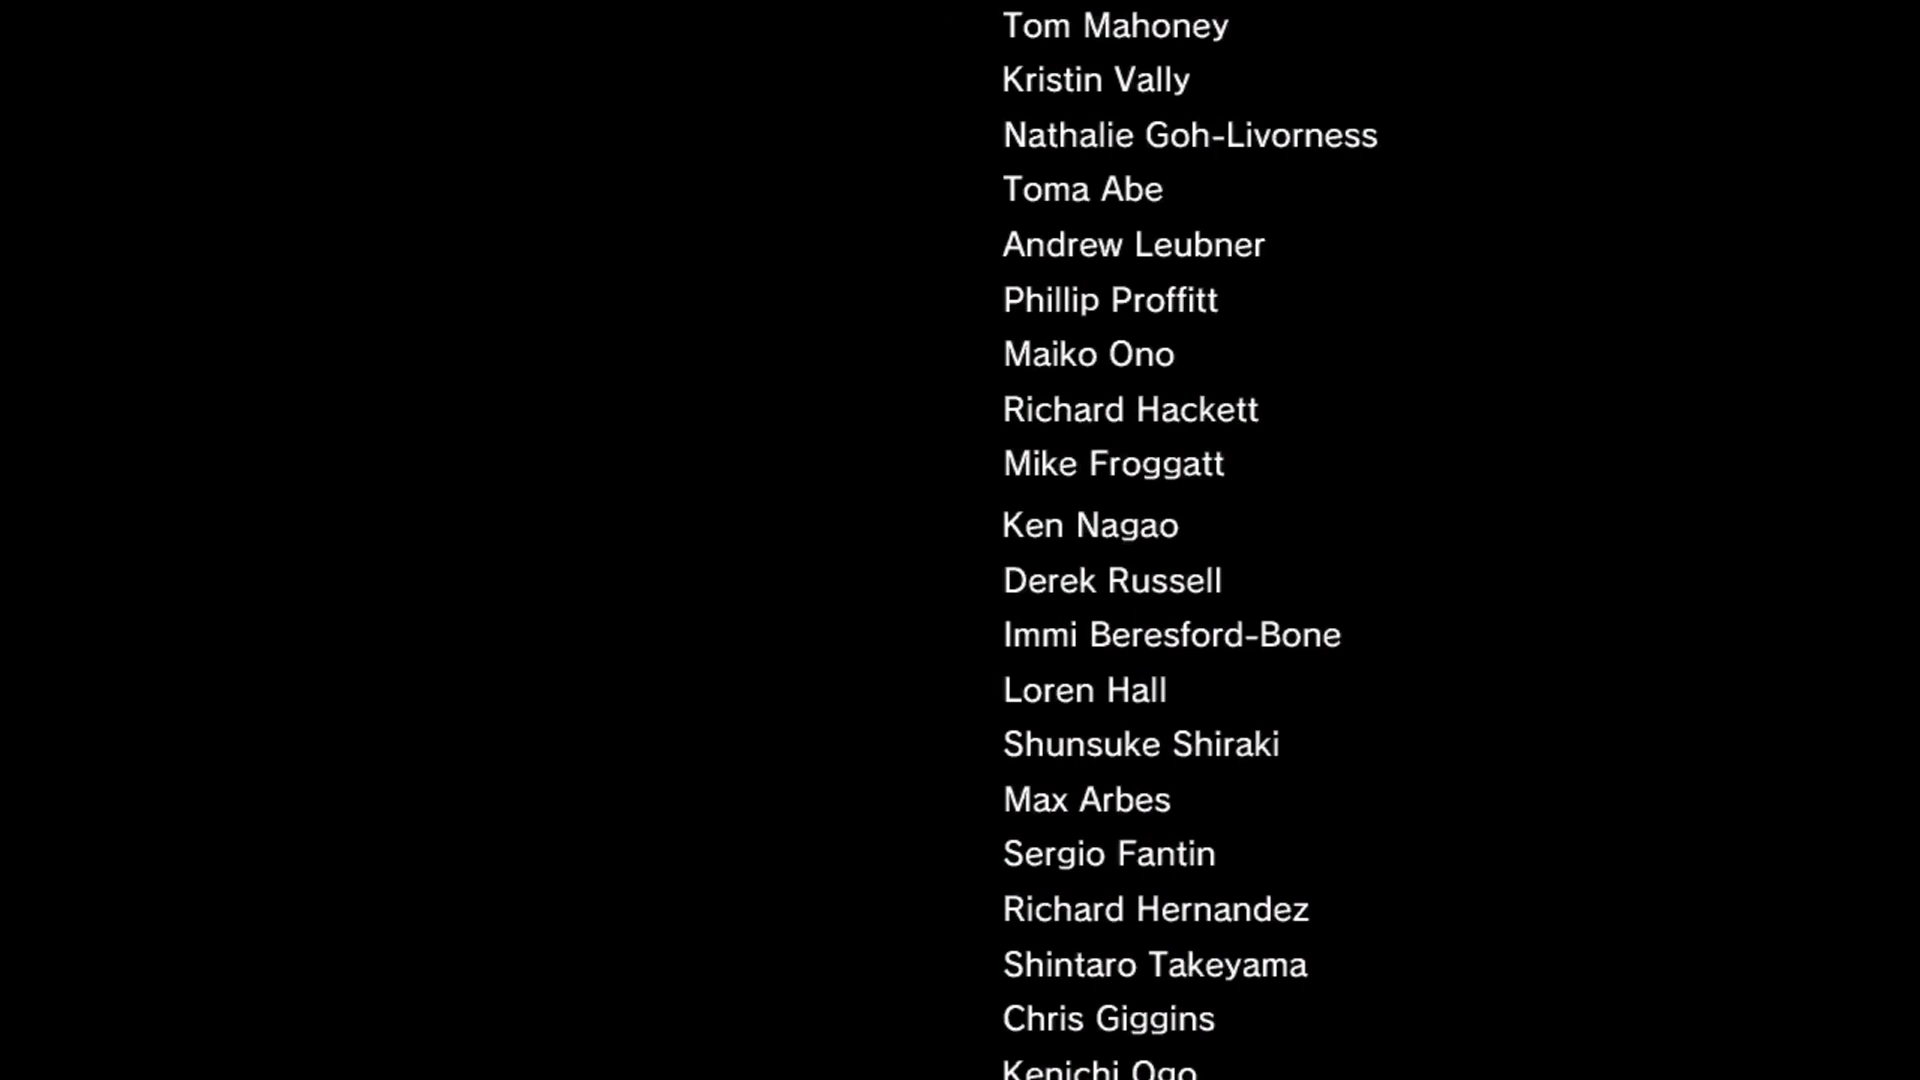 Tom Mahoney
Kristin Vally
Nathalie Goh-Livorness
Toma Abe
Andrew Leubner
Phillip Proffitt
Maiko Ono
Richard Hackett
Mike Froggatt
Ken Nagao
Derek Russell
Immi Beresford-Bone
Loren Hall
Shunsuke Shiraki
Max Arbes
Sergio Fantin
Richard Hernandez
Shintaro Takeyama
Chris Giggins
Kenichi Ogo